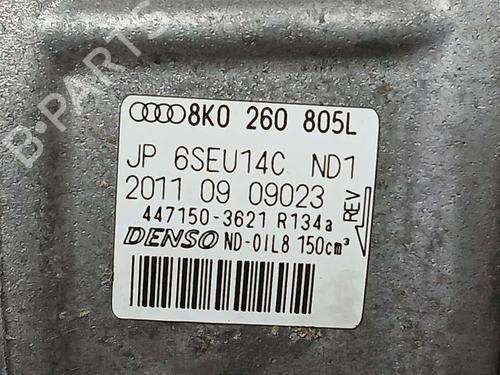 B-PARTS
8K0 260 805L
JP 6SEU14C ND1
2011 09 09023
REV
447150-3621 R134a
DENSO ND-OIL8 150cm³